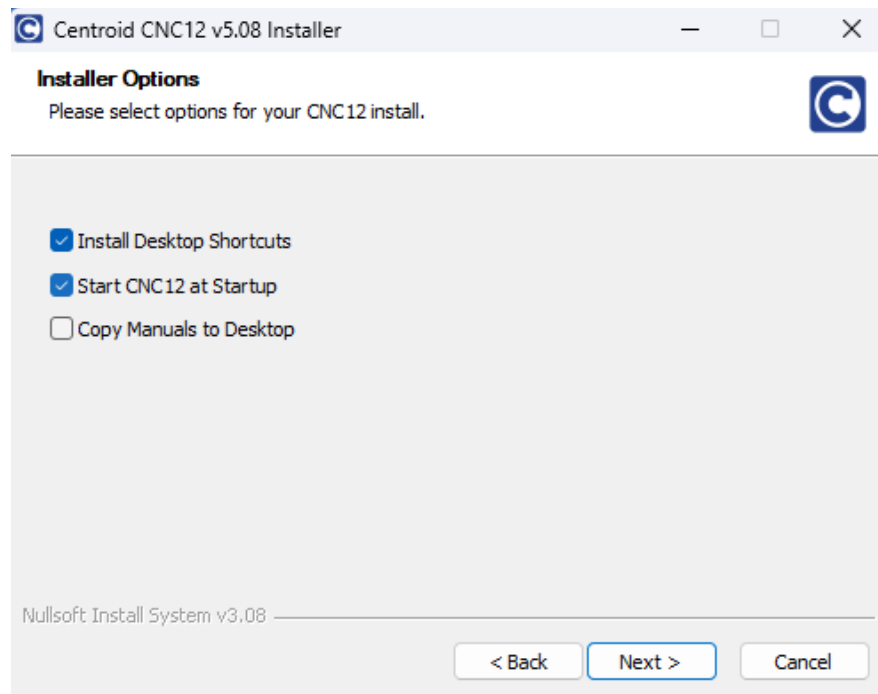 Centroid CNC12 v5.08 Installer
Installer Options
Please select options for your CNC12 install.
Install Desktop Shortcuts
Start CNC12 at Startup
Copy Manuals to Desktop
Nullsoft Install System v3.08
< Back Next > Cancel